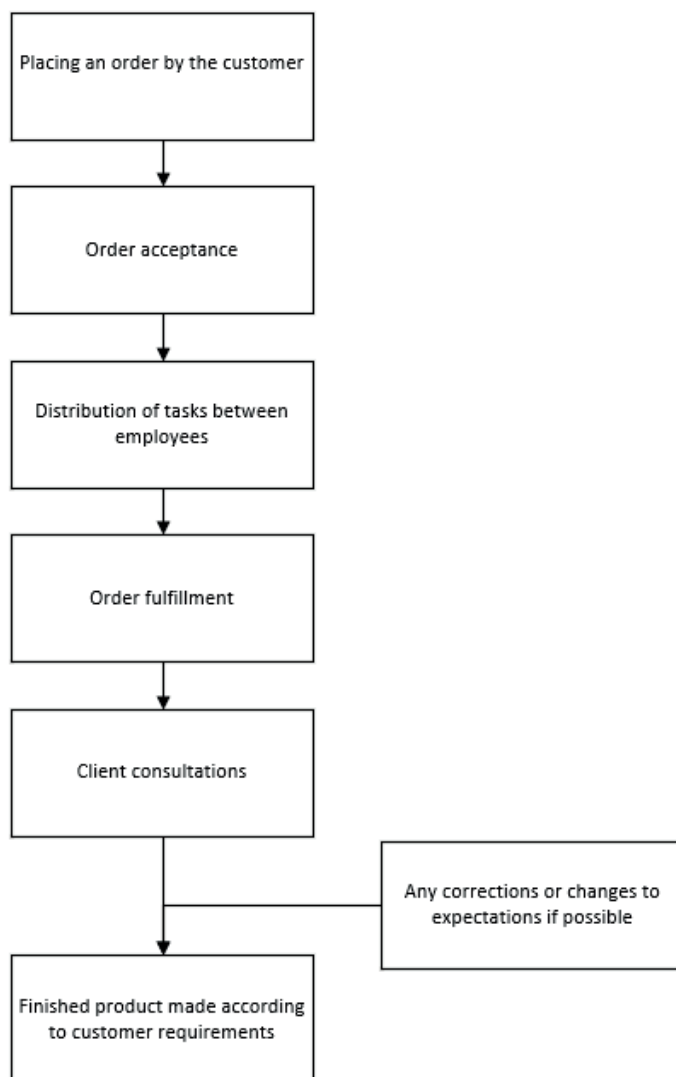 Placing an order by the customer
Order acceptance
Distribution of tasks between
employees
Order fulfillment
Client consultations
Any corrections or changes to
expectations if possible
Finished product made according
to customer requirements